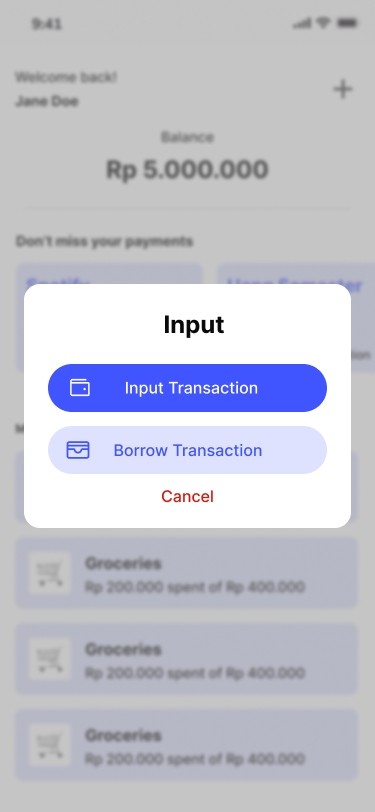 9:41
Welcome back!
Jane Doe
Balance
Rp 5.000.000
Don't miss your payments
Spotify
Uang Semester
Input
Input Transaction
Borrow Transaction
Cancel
Groceries
Rp 200.000 spent of Rp 400.000
Groceries
Rp 200.000 spent of Rp 400.000
Groceries
Rp 200.000 spent of Rp 400.000